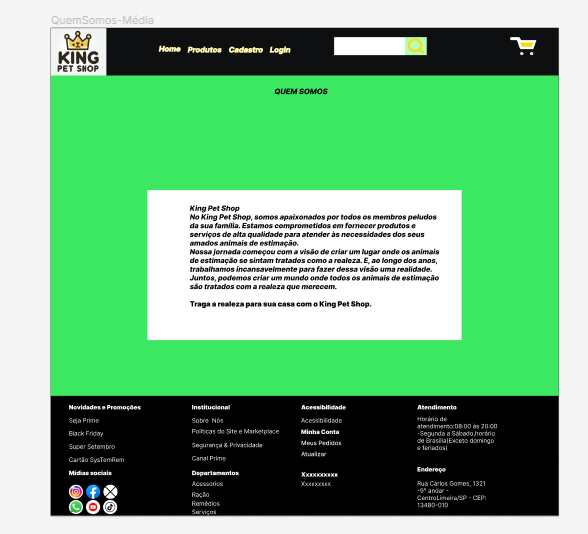 QuemSomos-Média
KING
PET SHOP
Home Produtos Cadastro Login
QUEM SOMOS
King Pet Shop
No King Pet Shop, somos apaixonados por todos os membros peludos
da sua família. Estamos comprometidos em fornecer produtos e
serviços de alta qualidade para atender às necessidades dos seus
amados animais de estimação.
Nossa jornada começou com a visão de criar um lugar onde os animais
de estimação se sintam tratados como a realeza. E, ao longo dos anos,
trabalhamos incansavelmente para fazer dessa visão uma realidade.
Juntos, podemos criar um mundo onde todos os animais de estimação
são tratados com a realeza que merecem.
Traga a realeza para sua casa com o King Pet Shop.
Novidades e Promoções
Seja Prime
Black Friday
Super Setembro
Cartão SysTemRem
Mídias sociais
Institucional
Sobre Nós
Políticas do Site e Marketplace
Segurança & Privacidade
Canal Prime
Departamentos
Acessorios
Ração
Remédios
Serviços
Acessibilidade
Acessibilidade
Minha Conta
Meus Pedidos
Atualizar
Xxxxxxxxxx
Xxxxxxxxx
Atendimento
Horário de
atendimento:08:00 às 20:00
-Segunda a Sábado,horário
de Brasília(Exceto domingo
e feriados)
Endereço
Rua Carlos Gomes, 1321
-9º andar -
CentroLimeira/SP - CEP:
13480-010